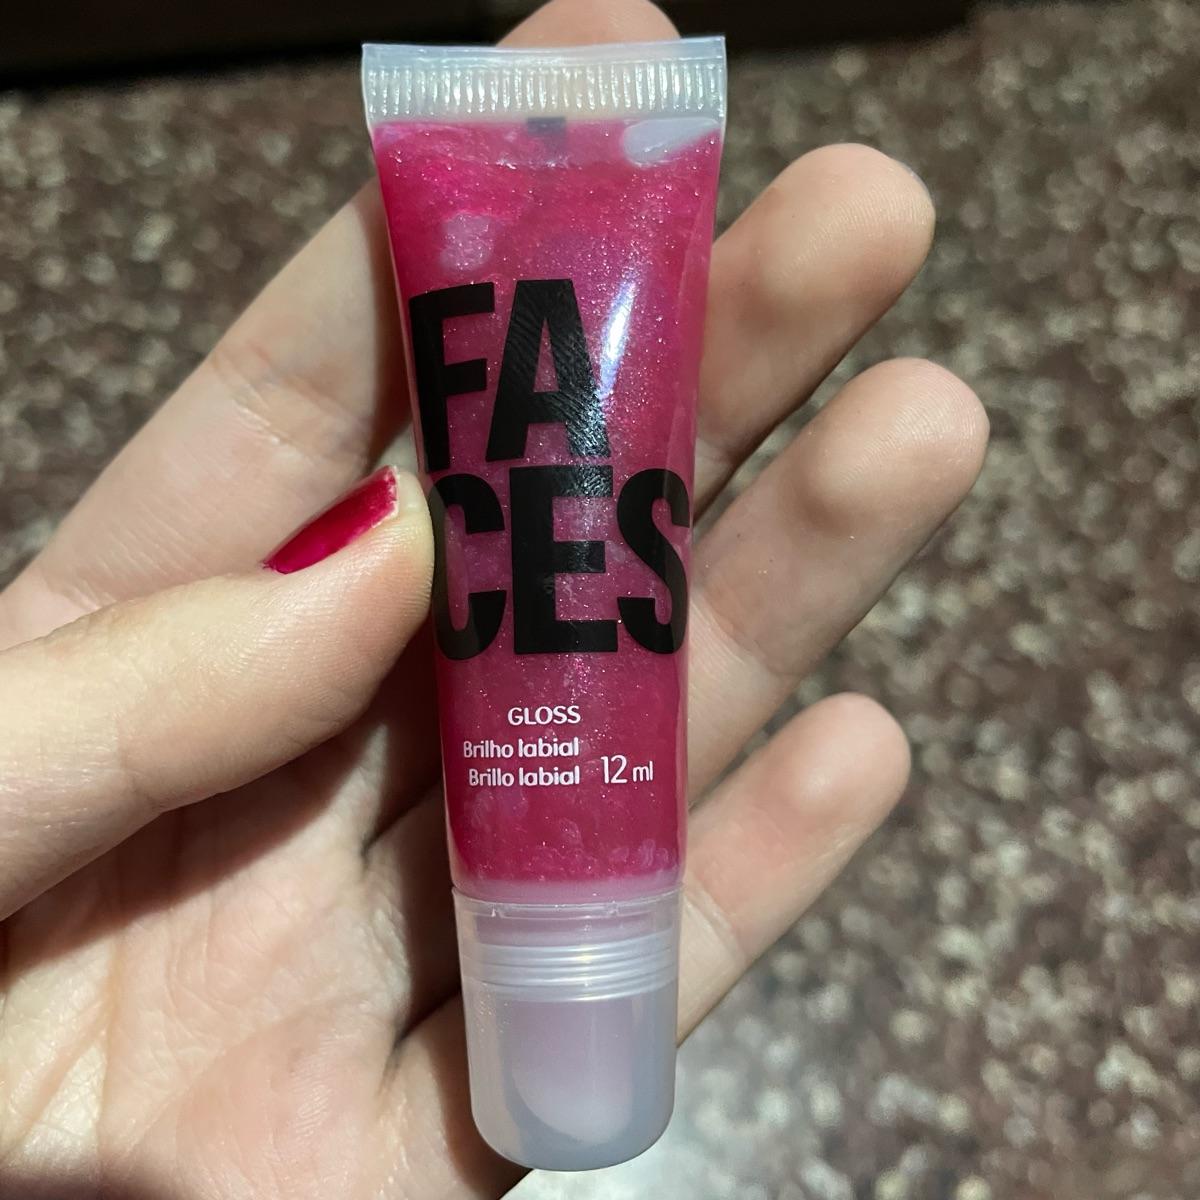 FA
CES
GLOSS
Brilho labial
Brillo labial 12 ml